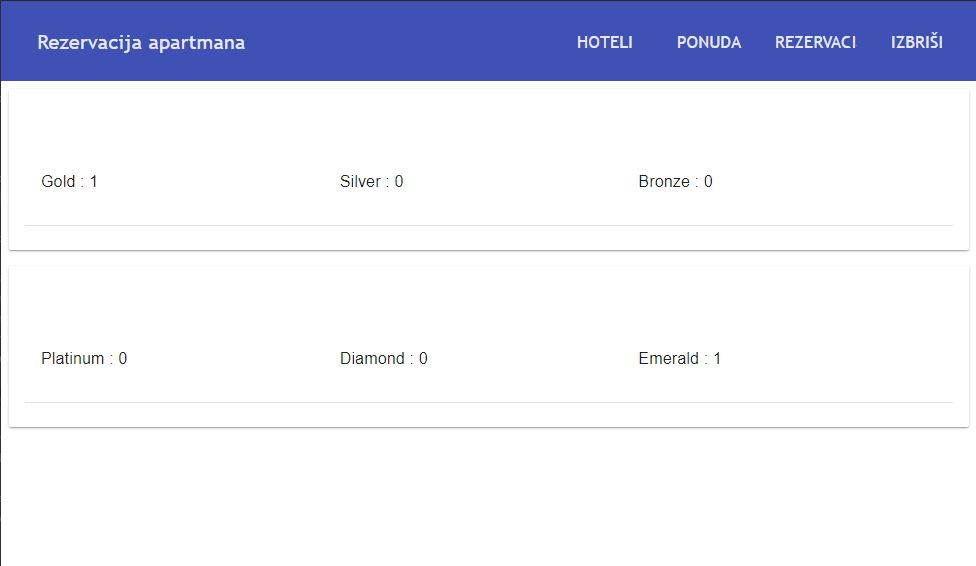 Rezervacija apartmana HOTELI PONUDA REZERVACI IZBRIŠI
Gold : 1 Silver : 0 Bronze : 0
Platinum : 0 Diamond : 0 Emerald : 1